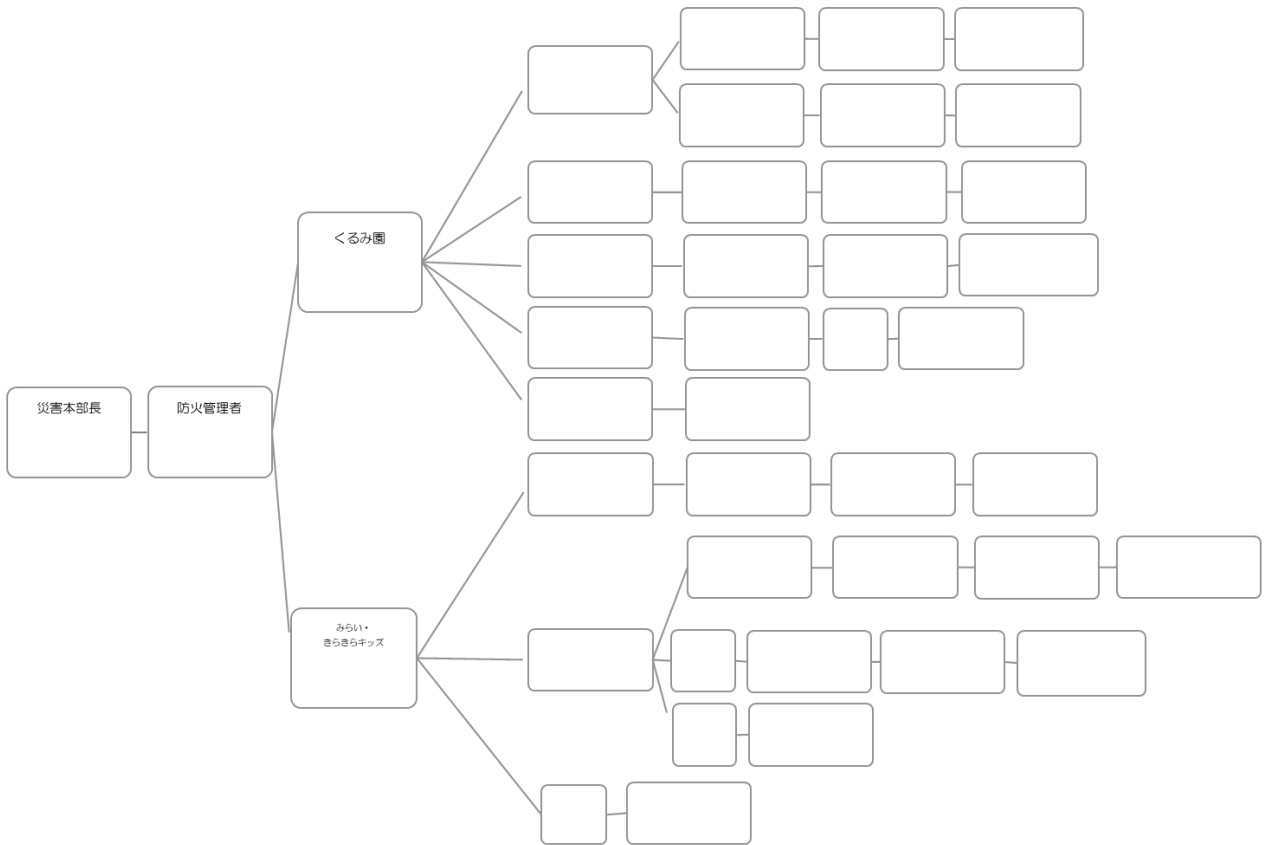 くるみ園
災害本部長
防火管理者
みらい・
きらきらキッズ